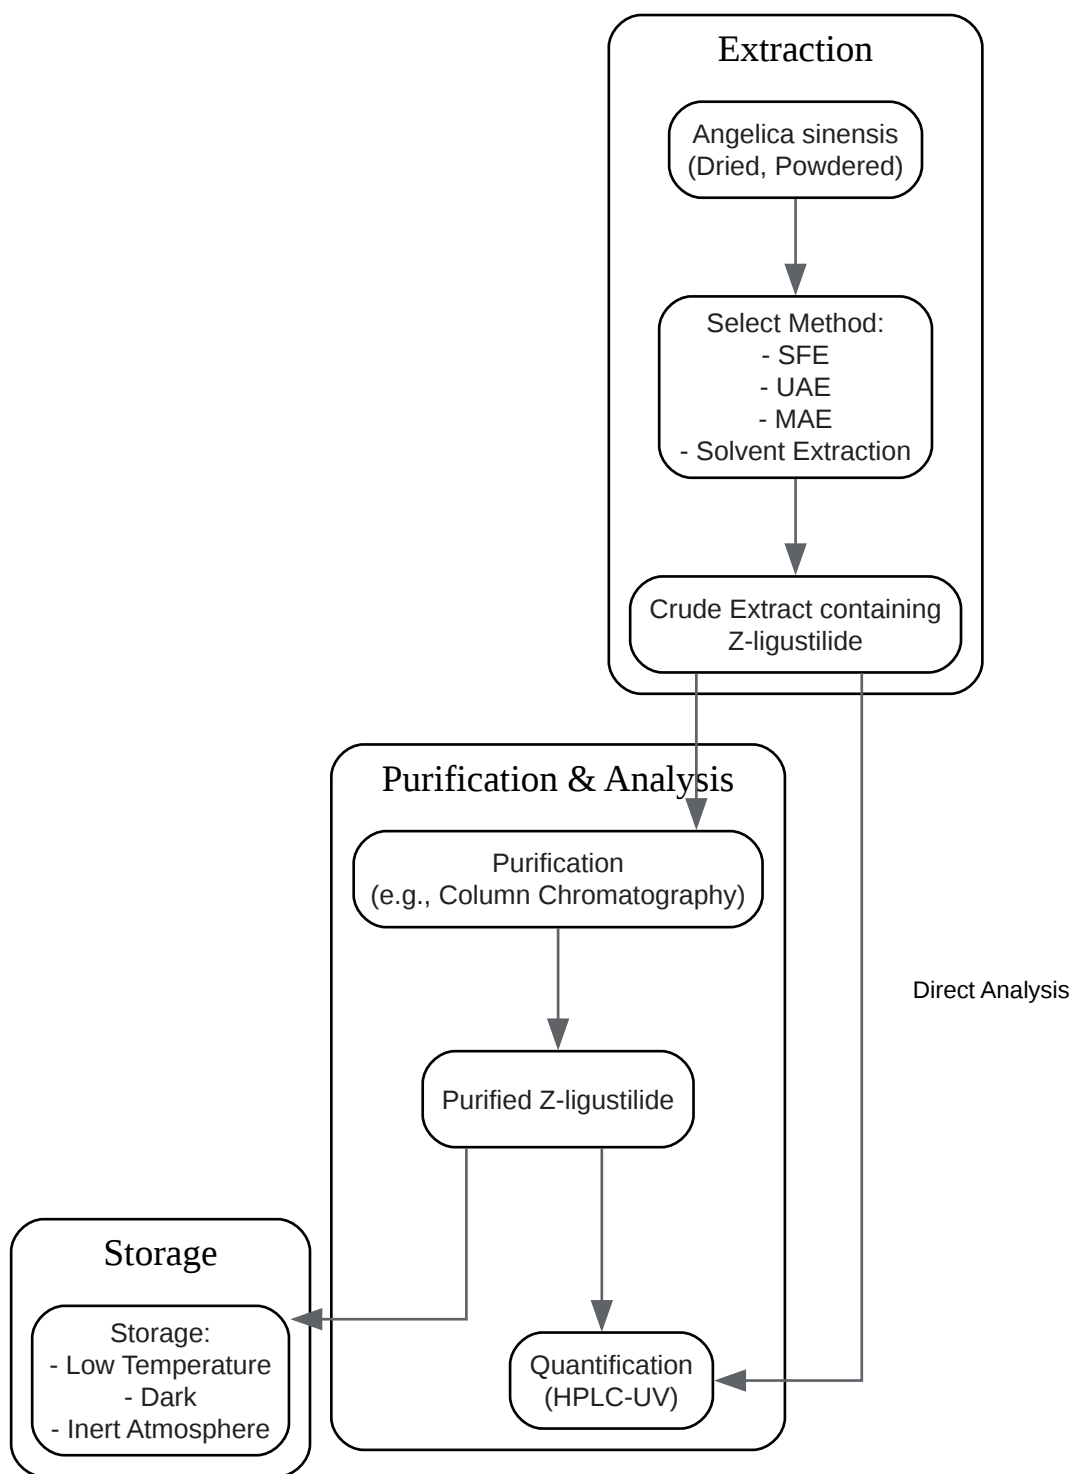 Extraction
Angelica sinensis
(Dried, Powdered)
Select Method:
- SFE
- UAE
- MAE
- Solvent Extraction
Crude Extract containing
Z-ligustilide
Purification & Analysis
Purification
(e.g., Column Chromatography)
Direct Analysis
Purified Z-ligustilide
Storage
Storage:
- Low Temperature
- Dark
- Inert Atmosphere
Quantification
(HPLC-UV)